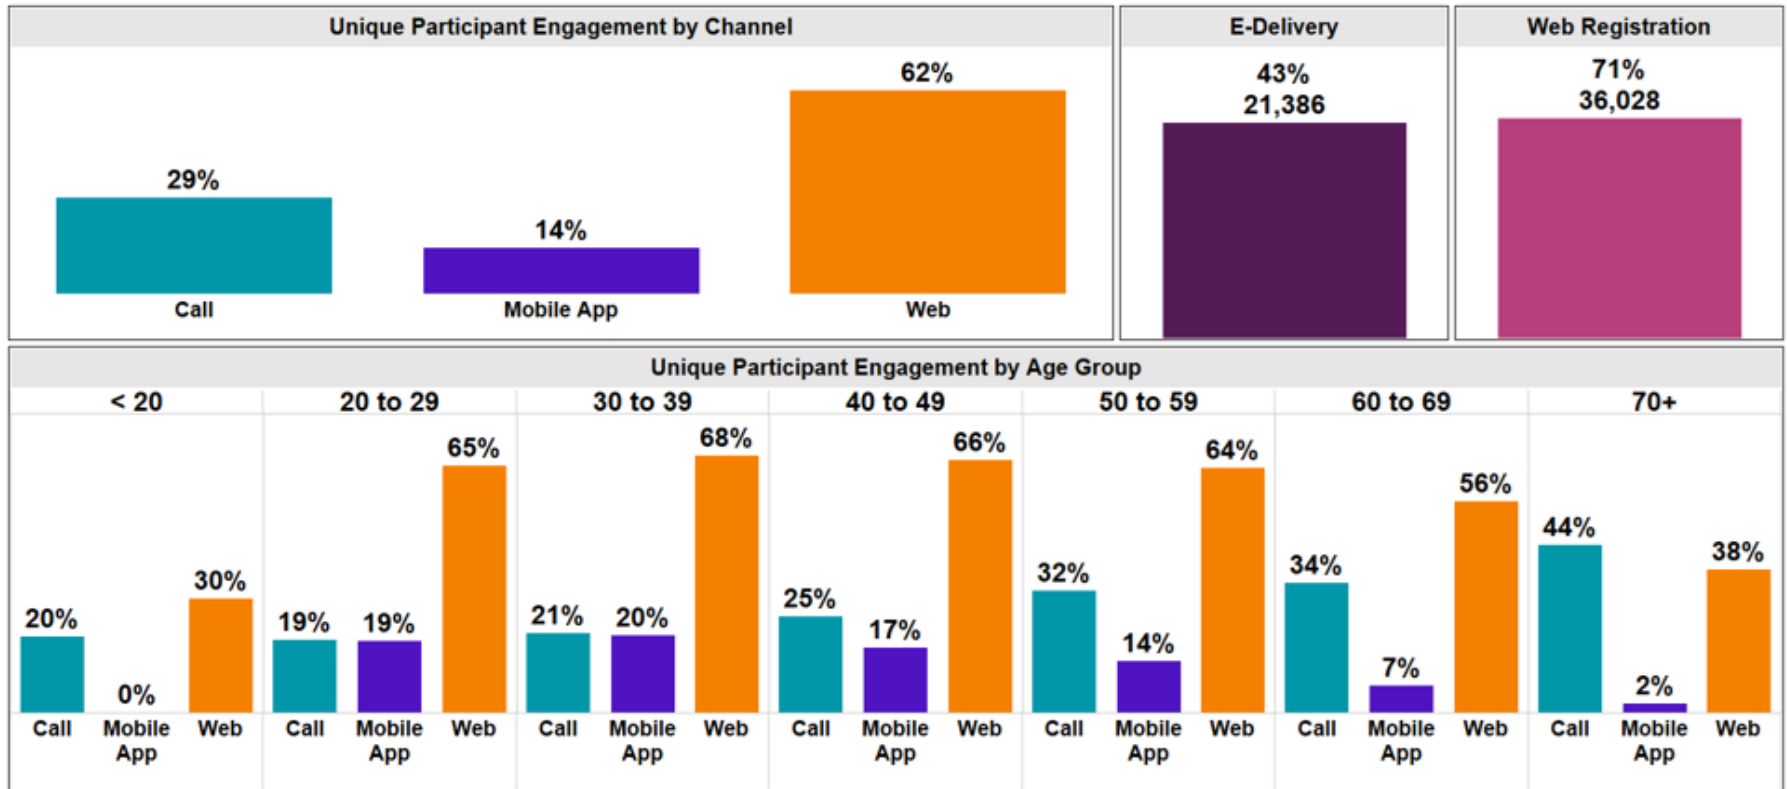 Unique Participant Engagement by Channel
62%
29%
14%
Call Mobile App Web
E-Delivery
43%
21,386
Web Registration
71%
36,028
Unique Participant Engagement by Age Group
< 20
20%
0%
30%
Call Mobile Web
App
20 to 29
19%
19%
65%
Call Mobile Web
App
30 to 39
21%
20%
68%
Call Mobile Web
App
40 to 49
25%
17%
66%
Call Mobile Web
App
50 to 59
32%
14%
64%
Call Mobile Web
App
60 to 69
34%
7%
56%
Call Mobile Web
App
70+
44%
2%
38%
Call Mobile Web
App